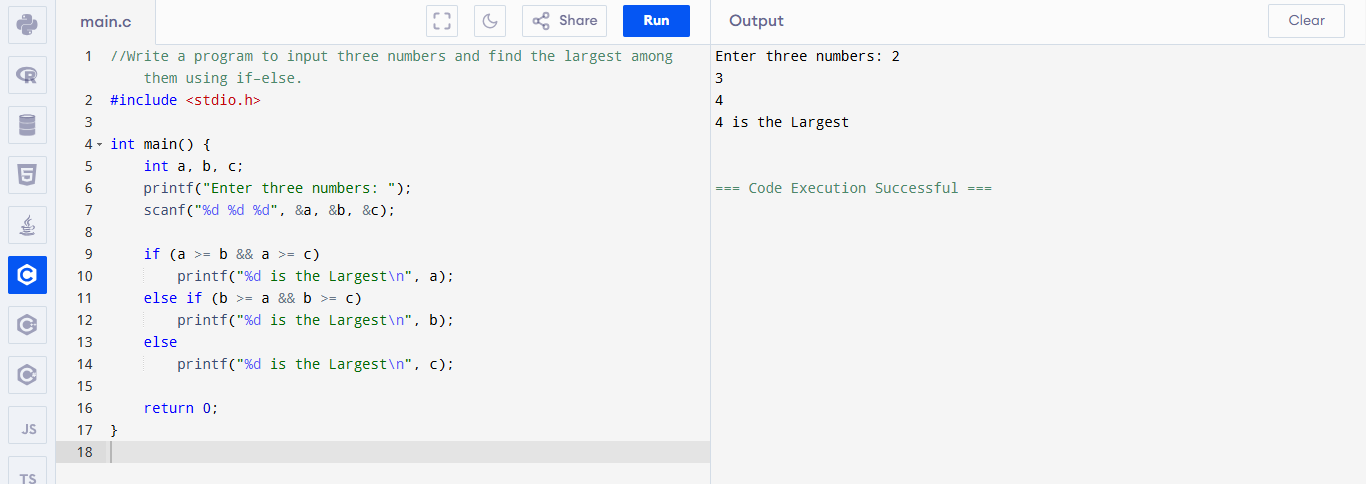 main.c
Share
Run
Output
Clear
1 //Write a program to input three numbers and find the largest among
them using if-else.
2 #include <stdio.h>
3
4 int main() {
5 int a, b, c;
6 printf("Enter three numbers: ");
7 scanf("%d %d %d", &a, &b, &c);
8
9 if (a >= b && a >= c)
10 printf("%d is the Largest\n", a);
11 else if (b >= a && b >= c)
12 printf("%d is the Largest\n", b);
13 else
14 printf("%d is the Largest\n", c);
15
16 return 0;
17 }
18
Enter three numbers: 2
3
4
4 is the Largest
=== Code Execution Successful ===
R
JS
TS